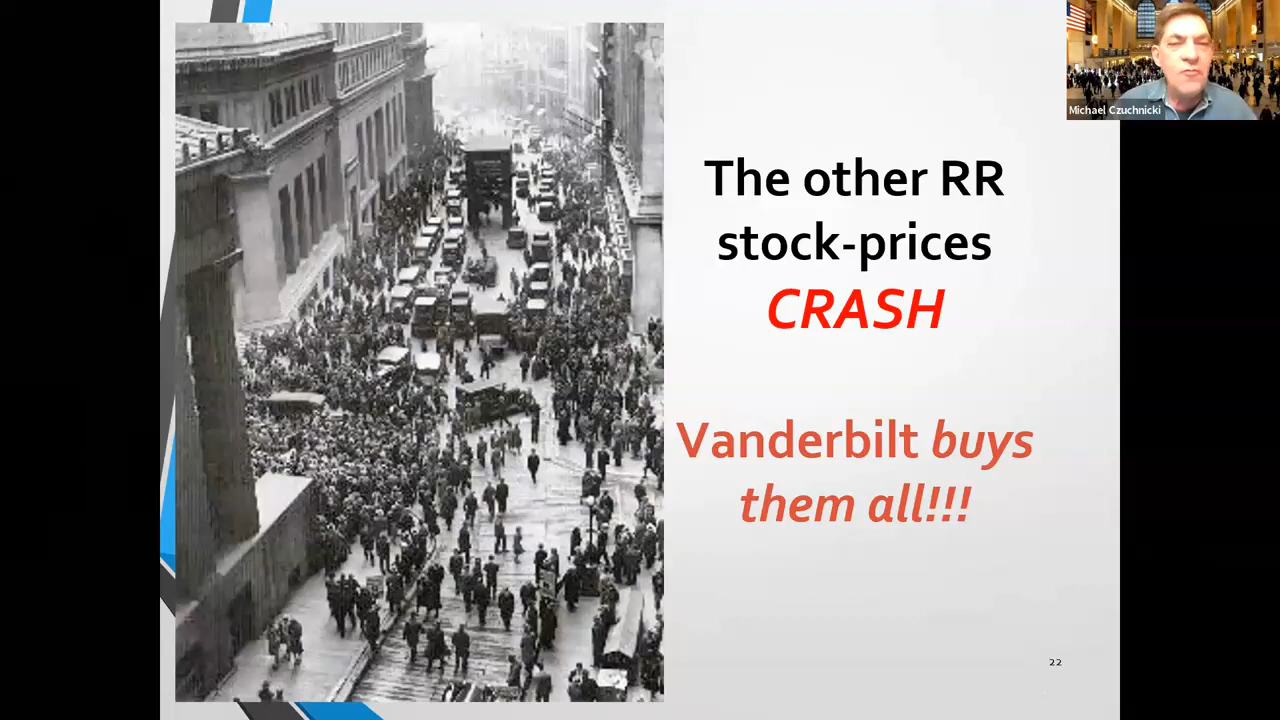 Michael Czuchnicki
The other RR
stock-prices
CRASH
Vanderbilt buys
them all!!!
22